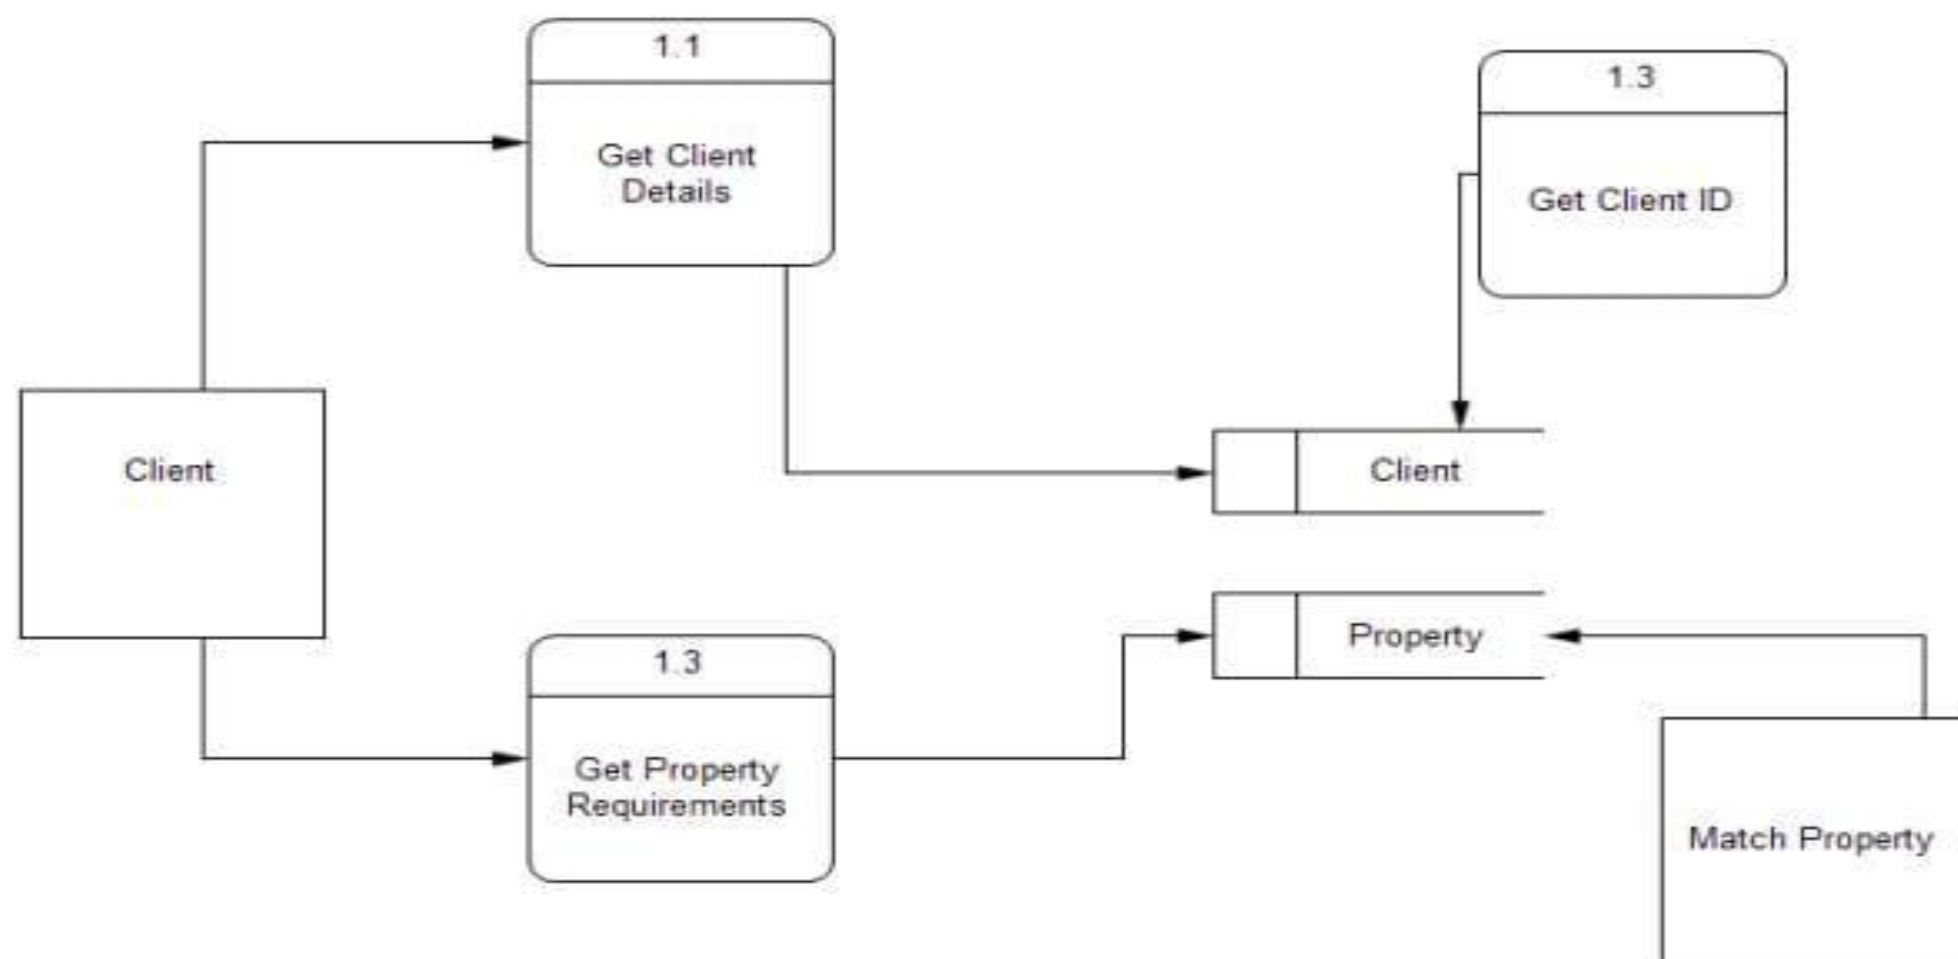 1.1
Get Client
Details
1.3
Get Client ID
Client
Client
Property
1.3
Get Property
Requirements
Match Property